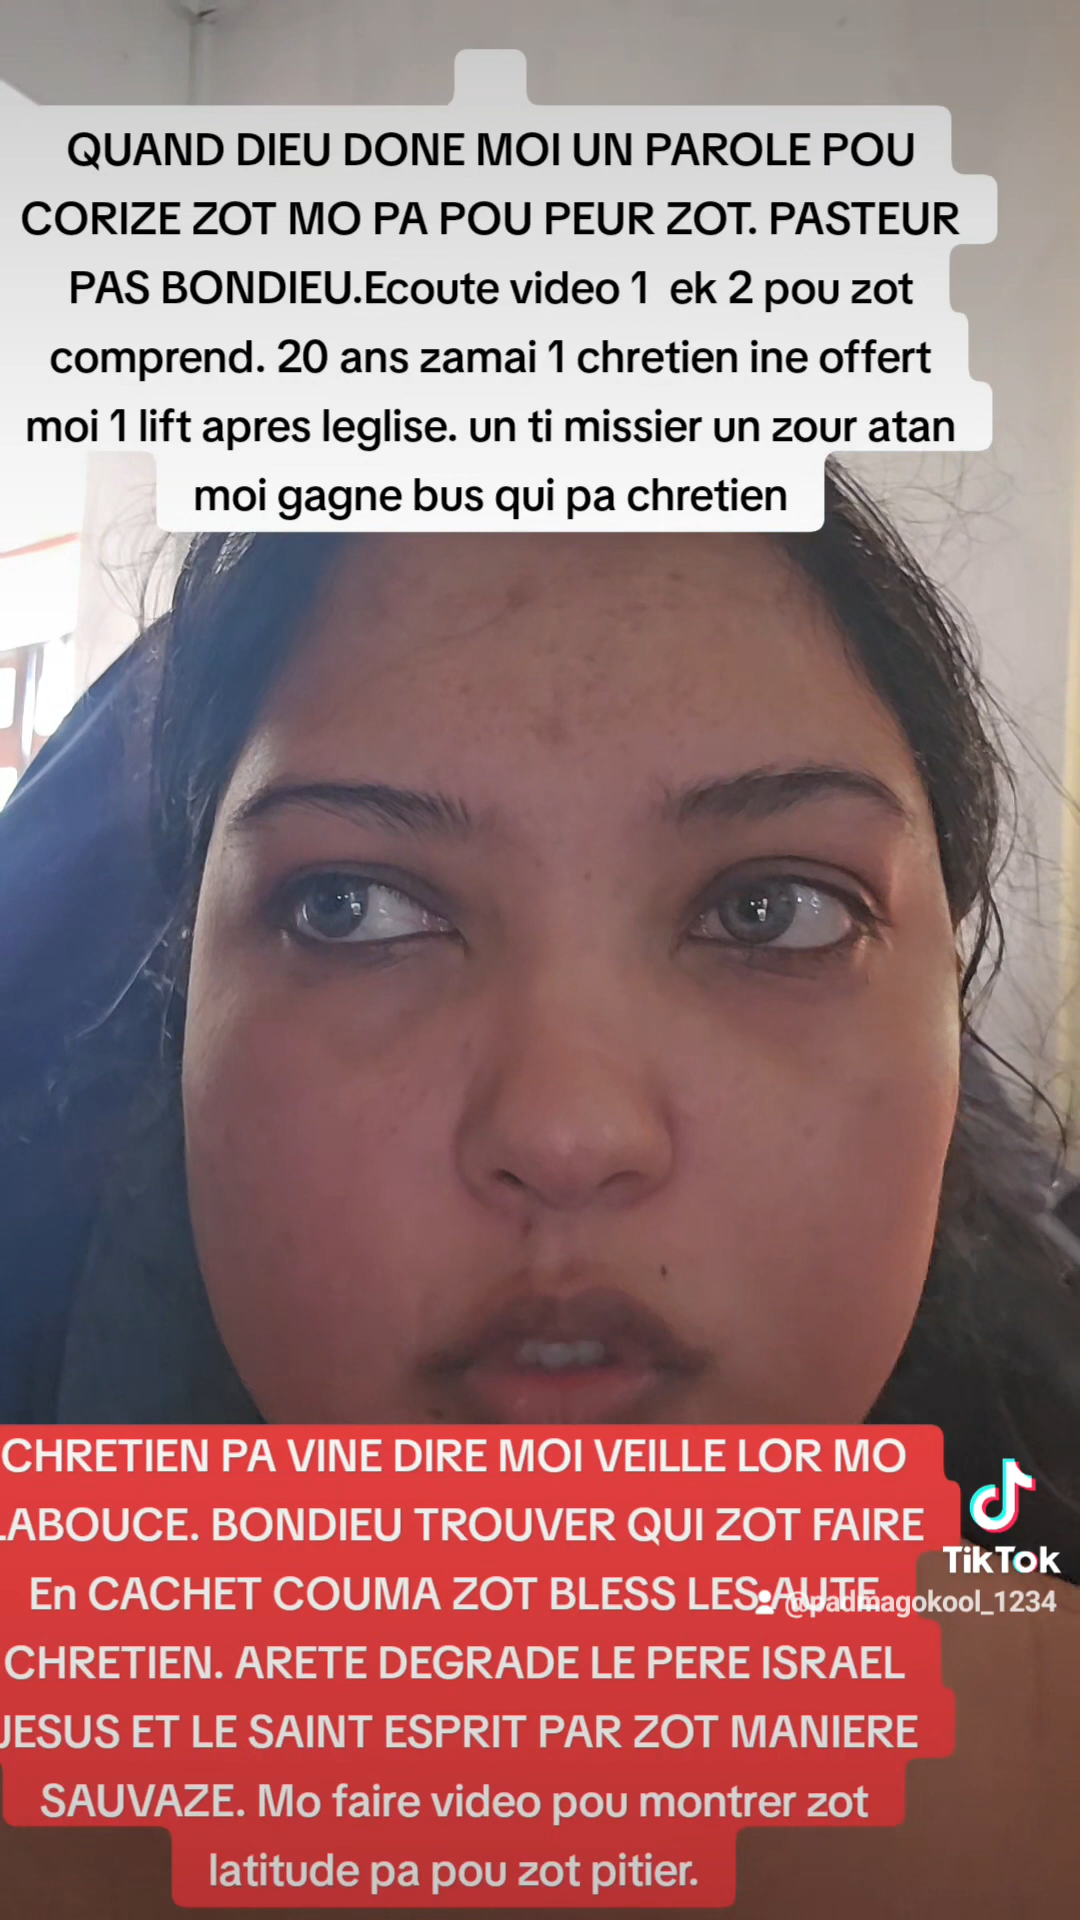 QUAND DIEU DONE MOI UN PAROLE POU
CORIZE ZOT MO PA POU PEUR ZOT. PASTEUR
PAS BONDIEU.Ecoute video 1 ek 2 pou zot
comprend. 20 ans zamai 1 chretien ine offert
moi 1 lift apres leglise. un ti missier un zour atan
moi gagne bus qui pa chretien
CHRETIEN PA VINE DIRE MOI VEILLE LOR MO
LABOUCE. BONDIEU TROUVER QUI ZOT FAIRE
En CACHET COUMA ZOT BLESS LES AUTE
CHRETIEN. ARETE DEGRADE LE PERE ISRAEL
JESUS ET LE SAINT ESPRIT PAR ZOT MANIERE
SAUVAZE. Mo faire video pou montrer zot
latitude pa pou zot pitier.
TikTok
@padmagokool_1234